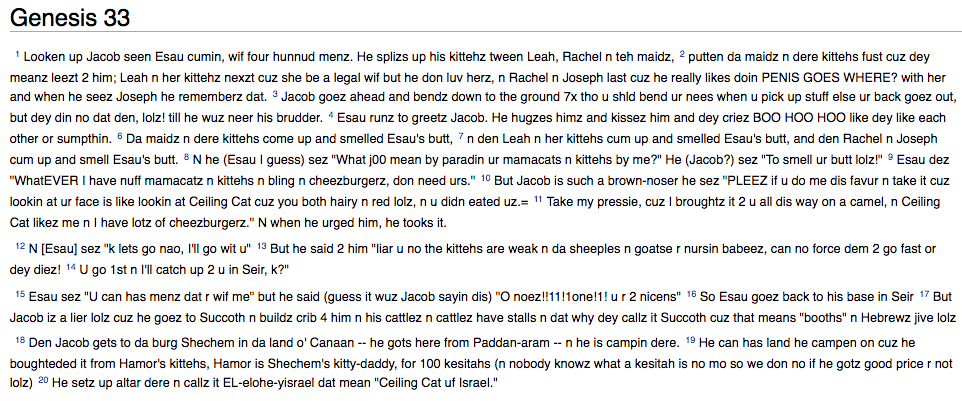 Genesis 33
1 Looken up Jacob seen Esau cumin, wif four hunnud menz. He splizs up his kittehz tween Leah, Rachel n teh maidz, 2 putten da maidz n dere kittehs fust cuz dey
meanz leezt 2 him; Leah n her kittehz nexzt cuz she be a legal wif but he don luv herz, n Rachel n Joseph last cuz he really likes doin PENIS GOES WHERE? with her
and when he seez Joseph he rememberz dat. 3 Jacob goez ahead and bendz down to the ground 7x tho u shld bend ur nees when u pick up stuff else ur back goez out,
but dey din no dat den, lolz! till he wuz neer his brudder. 4 Esau runz to greetz Jacob. He hugzes himz and kissez him and dey criez BOO HOO HOO like dey like each
other or sumpthin. 6 Da maidz n dere kittehs come up and smelled Esau's butt, 7 n den Leah n her kittehs cum up and smelled Esau's butt, and den Rachel n Joseph
cum up and smell Esau's butt. 8 N he (Esau I guess) sez "What j00 mean by paradin ur mamacats n kittehs by me?" He (Jacob?) sez "To smell ur butt lolz!" 9 Esau dez
"WhatEVER I have nuff mamacatz n kittehs n bling n cheezburgerz, don need urs." 10 But Jacob is such a brown-noser he sez "PLEEZ if u do me dis favur n take it cuz
lookin at ur face is like lookin at Ceiling Cat cuz you both hairy n red lolz, n u didn eated uz.= 11 Take my pressie, cuz I broughtz it 2 u all dis way on a camel, n Ceiling
Cat likez me n I have lotz of cheezburgerz." N when he urged him, he tooks it.
12 N [Esau] sez "k lets go nao, I'll go wit u" 13 But he said 2 him "liar u no the kittehs are weak n da sheeples n goatse r nursin babeez, can no force dem 2 go fast or
dey diez! 14 U go 1st n I'll catch up 2 u in Seir, k?"
15 Esau sez "U can has menz dat r wif me" but he said (guess it wuz Jacob sayin dis) "O noez!!11!1one!1! u r 2 nicens" 16 So Esau goez back to his base in Seir 17 But
Jacob iz a lier lolz cuz he goez to Succoth n buildz crib 4 him n his cattlez n cattlez have stalls n dat why dey callz it Succoth cuz that means "booths" n Hebrewz jive lolz
18 Den Jacob gets to da burg Shechem in da land o' Canaan -- he gots here from Paddan-aram -- n he is campin dere. 19 He can has land he campen on cuz he
boughteded it from Hamor's kittehs, Hamor is Shechem's kitty-daddy, for 100 kesitahs (n nobody knowz what a kesitah is no mo so we don no if he gotz good price r not
lolz) 20 He setz up altar dere n callz it EL-elohe-yisrael dat mean "Ceiling Cat uf Israel."